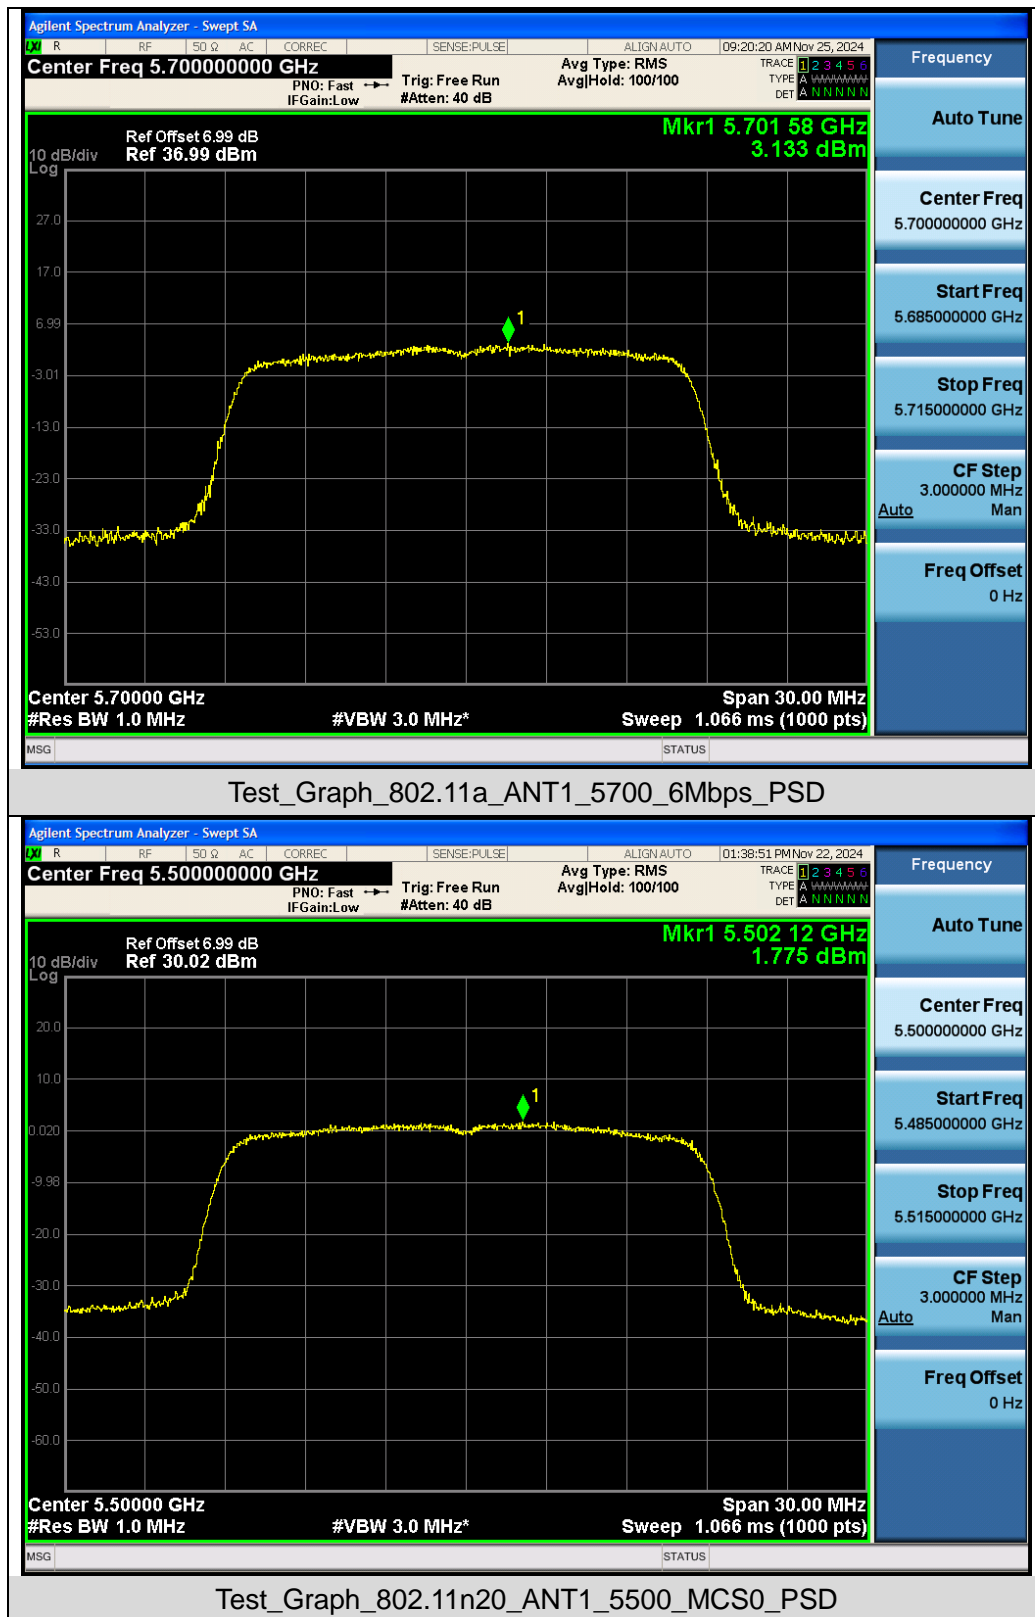 Agilent Spectrum Analyzer - Swept SA
LXI R RF 50 Ω AC CORREC SENSE:PULSE ALIGN AUTO 09:20:20 AM Nov 25, 2024
Center Freq 5.700000000 GHz
PNO: Fast
IFGain:Low
Trig: Free Run
#Atten: 40 dB
Avg Type: RMS
Avg|Hold: 100/100
TRACE 1 2 3 4 5 6
TYPE A WWWWW
DET A N N N N N
Mkr1 5.701 58 GHz
3.133 dBm
Ref Offset 6.99 dB
10 dB/div Ref 36.99 dBm
Log
27.0
17.0
6.99
1
-3.01
-13.0
-23.0
-33.0
-43.0
-53.0
Center 5.70000 GHz Span 30.00 MHz
#Res BW 1.0 MHz #VBW 3.0 MHz* Sweep 1.066 ms (1000 pts)
MSG STATUS
Frequency
Auto Tune
Center Freq
5.700000000 GHz
Start Freq
5.685000000 GHz
Stop Freq
5.715000000 GHz
CF Step
3.000000 MHz
Auto Man
Freq Offset
0 Hz
Test_Graph_802.11a_ANT1_5700_6Mbps_PSD
Agilent Spectrum Analyzer - Swept SA
LXI R RF 50 Ω AC CORREC SENSE:PULSE ALIGN AUTO 01:38:51 PM Nov 22, 2024
Center Freq 5.500000000 GHz
PNO: Fast
IFGain:Low
Trig: Free Run
#Atten: 40 dB
Avg Type: RMS
Avg|Hold: 100/100
TRACE 1 2 3 4 5 6
TYPE A WWWWW
DET A N N N N N
Mkr1 5.502 12 GHz
1.775 dBm
Ref Offset 6.99 dB
10 dB/div Ref 30.02 dBm
Log
20.0
10.0
1
0.020
-9.98
-20.0
-30.0
-40.0
-50.0
-60.0
Center 5.50000 GHz Span 30.00 MHz
#Res BW 1.0 MHz #VBW 3.0 MHz* Sweep 1.066 ms (1000 pts)
MSG STATUS
Frequency
Auto Tune
Center Freq
5.500000000 GHz
Start Freq
5.485000000 GHz
Stop Freq
5.515000000 GHz
CF Step
3.000000 MHz
Auto Man
Freq Offset
0 Hz
Test_Graph_802.11n20_ANT1_5500_MCS0_PSD